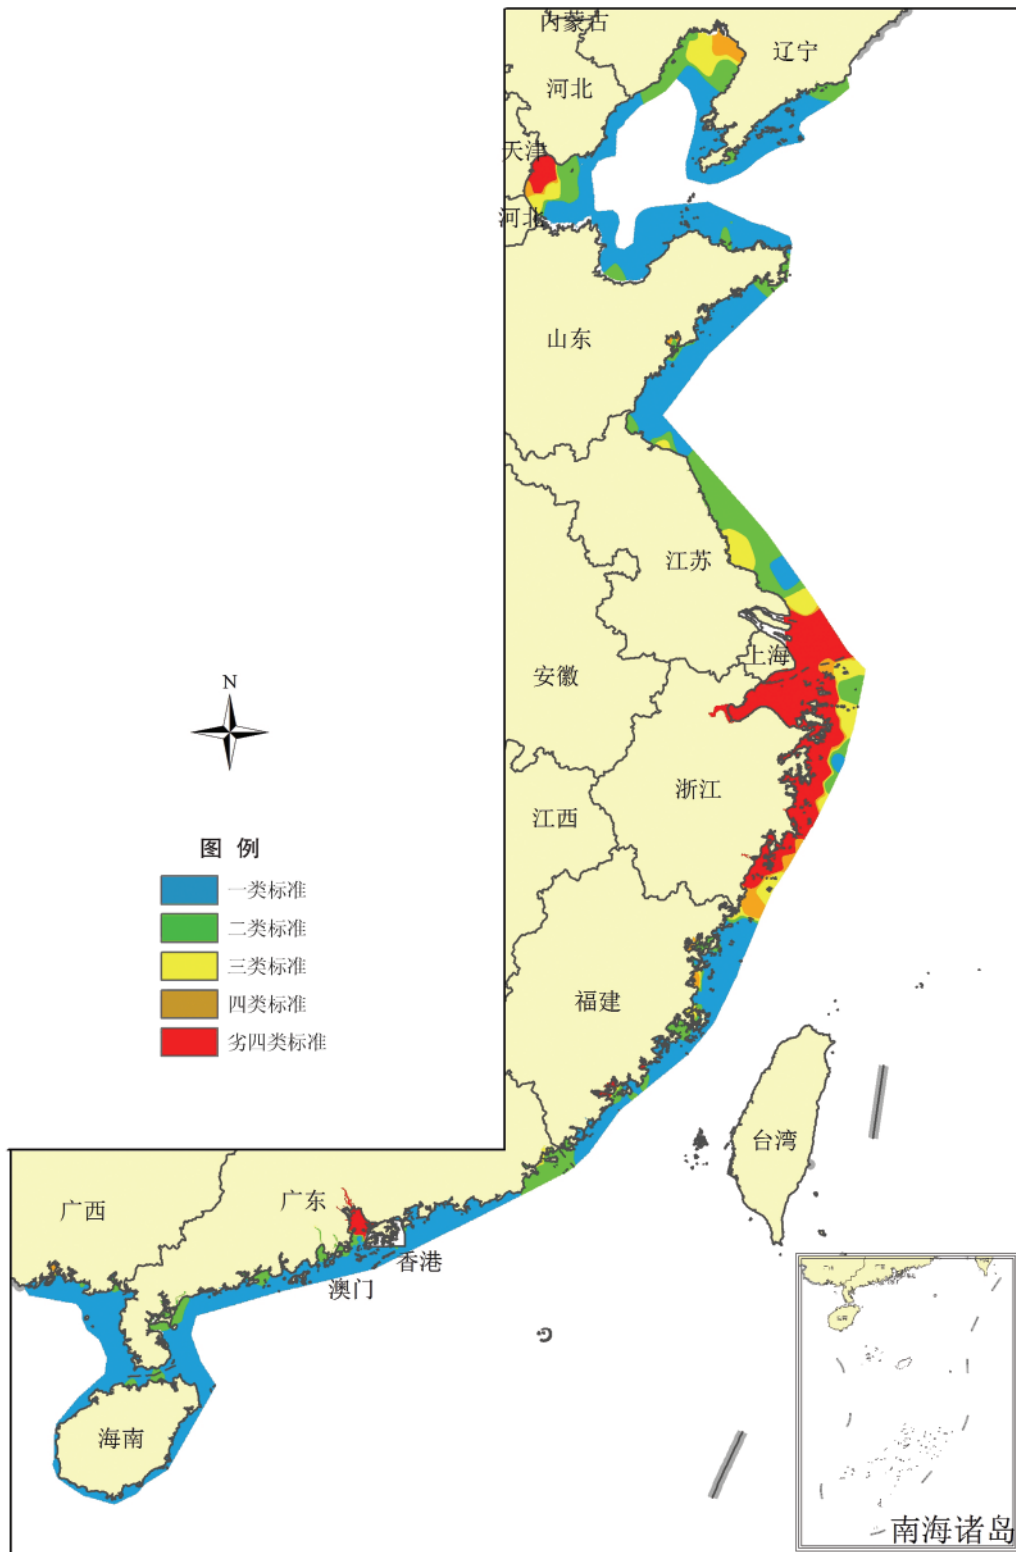 内蒙古
辽宁
河北
天津
河北
山东
江苏
上海
安徽
N
浙江
江西
图 例
一类标准
二类标准
三类标准
四类标准
劣四类标准
福建
台湾
广西
广东
香港
澳门
海南
南海诸岛